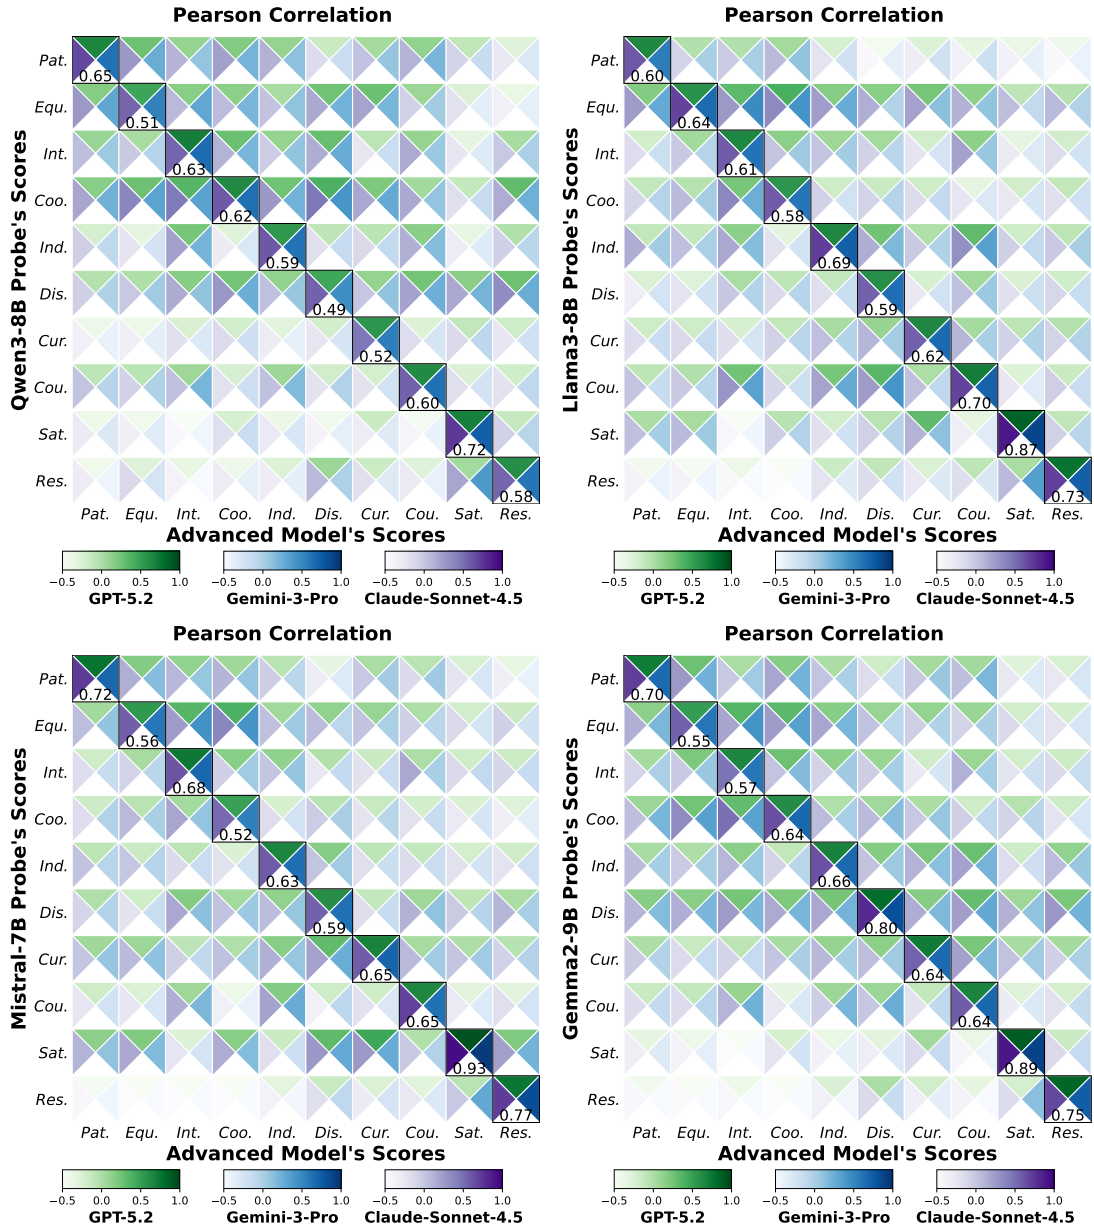 Pearson Correlation
Qwen3-8B Probe's Scores
Pat.
0.65
Equ.
0.51
Int.
0.63
Coo.
0.62
Ind.
0.59
Dis.
0.49
Cur.
0.52
Cou.
0.60
Sat.
0.72
Res.
0.58
Pat. Equ. Int. Coo. Ind. Dis. Cur. Cou. Sat. Res.
Advanced Model's Scores
−0.5 0.0 0.5 1.0
GPT-5.2
−0.5 0.0 0.5 1.0
Gemini-3-Pro
−0.5 0.0 0.5 1.0
Claude-Sonnet-4.5
Pearson Correlation
Llama3-8B Probe's Scores
Pat.
0.60
Equ.
0.64
Int.
0.61
Coo.
0.58
Ind.
0.69
Dis.
0.59
Cur.
0.62
Cou.
0.70
Sat.
0.87
Res.
0.73
Pat. Equ. Int. Coo. Ind. Dis. Cur. Cou. Sat. Res.
Advanced Model's Scores
−0.5 0.0 0.5 1.0
GPT-5.2
−0.5 0.0 0.5 1.0
Gemini-3-Pro
−0.5 0.0 0.5 1.0
Claude-Sonnet-4.5
Pearson Correlation
Mistral-7B Probe's Scores
Pat.
0.72
Equ.
0.56
Int.
0.68
Coo.
0.52
Ind.
0.63
Dis.
0.59
Cur.
0.65
Cou.
0.65
Sat.
0.93
Res.
0.77
Pat. Equ. Int. Coo. Ind. Dis. Cur. Cou. Sat. Res.
Advanced Model's Scores
−0.5 0.0 0.5 1.0
GPT-5.2
−0.5 0.0 0.5 1.0
Gemini-3-Pro
−0.5 0.0 0.5 1.0
Claude-Sonnet-4.5
Pearson Correlation
Gemma2-9B Probe's Scores
Pat.
0.70
Equ.
0.55
Int.
0.57
Coo.
0.64
Ind.
0.66
Dis.
0.80
Cur.
0.64
Cou.
0.64
Sat.
0.89
Res.
0.75
Pat. Equ. Int. Coo. Ind. Dis. Cur. Cou. Sat. Res.
Advanced Model's Scores
−0.5 0.0 0.5 1.0
GPT-5.2
−0.5 0.0 0.5 1.0
Gemini-3-Pro
−0.5 0.0 0.5 1.0
Claude-Sonnet-4.5